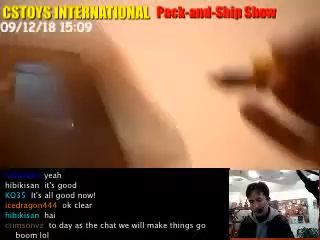 CSTOYS INTERNATIONAL Pack-and-Ship Show
09/12/18 15:09
yeah
hibikisan it's good
KO35 It's all good now!
icedragon444 ok clear
hibikisan hai
crimsonvz to day as the chat we will make things go
boom lol